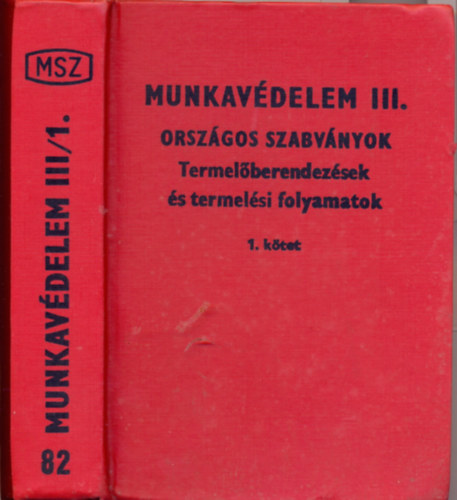 MSZ
MUNKAVÉDELEM III/1.
82
MUNKAVÉDELEM III.
ORSZÁGOS SZABVÁNYOK
Termelőberendezések
és termelési folyamatok
1. kötet